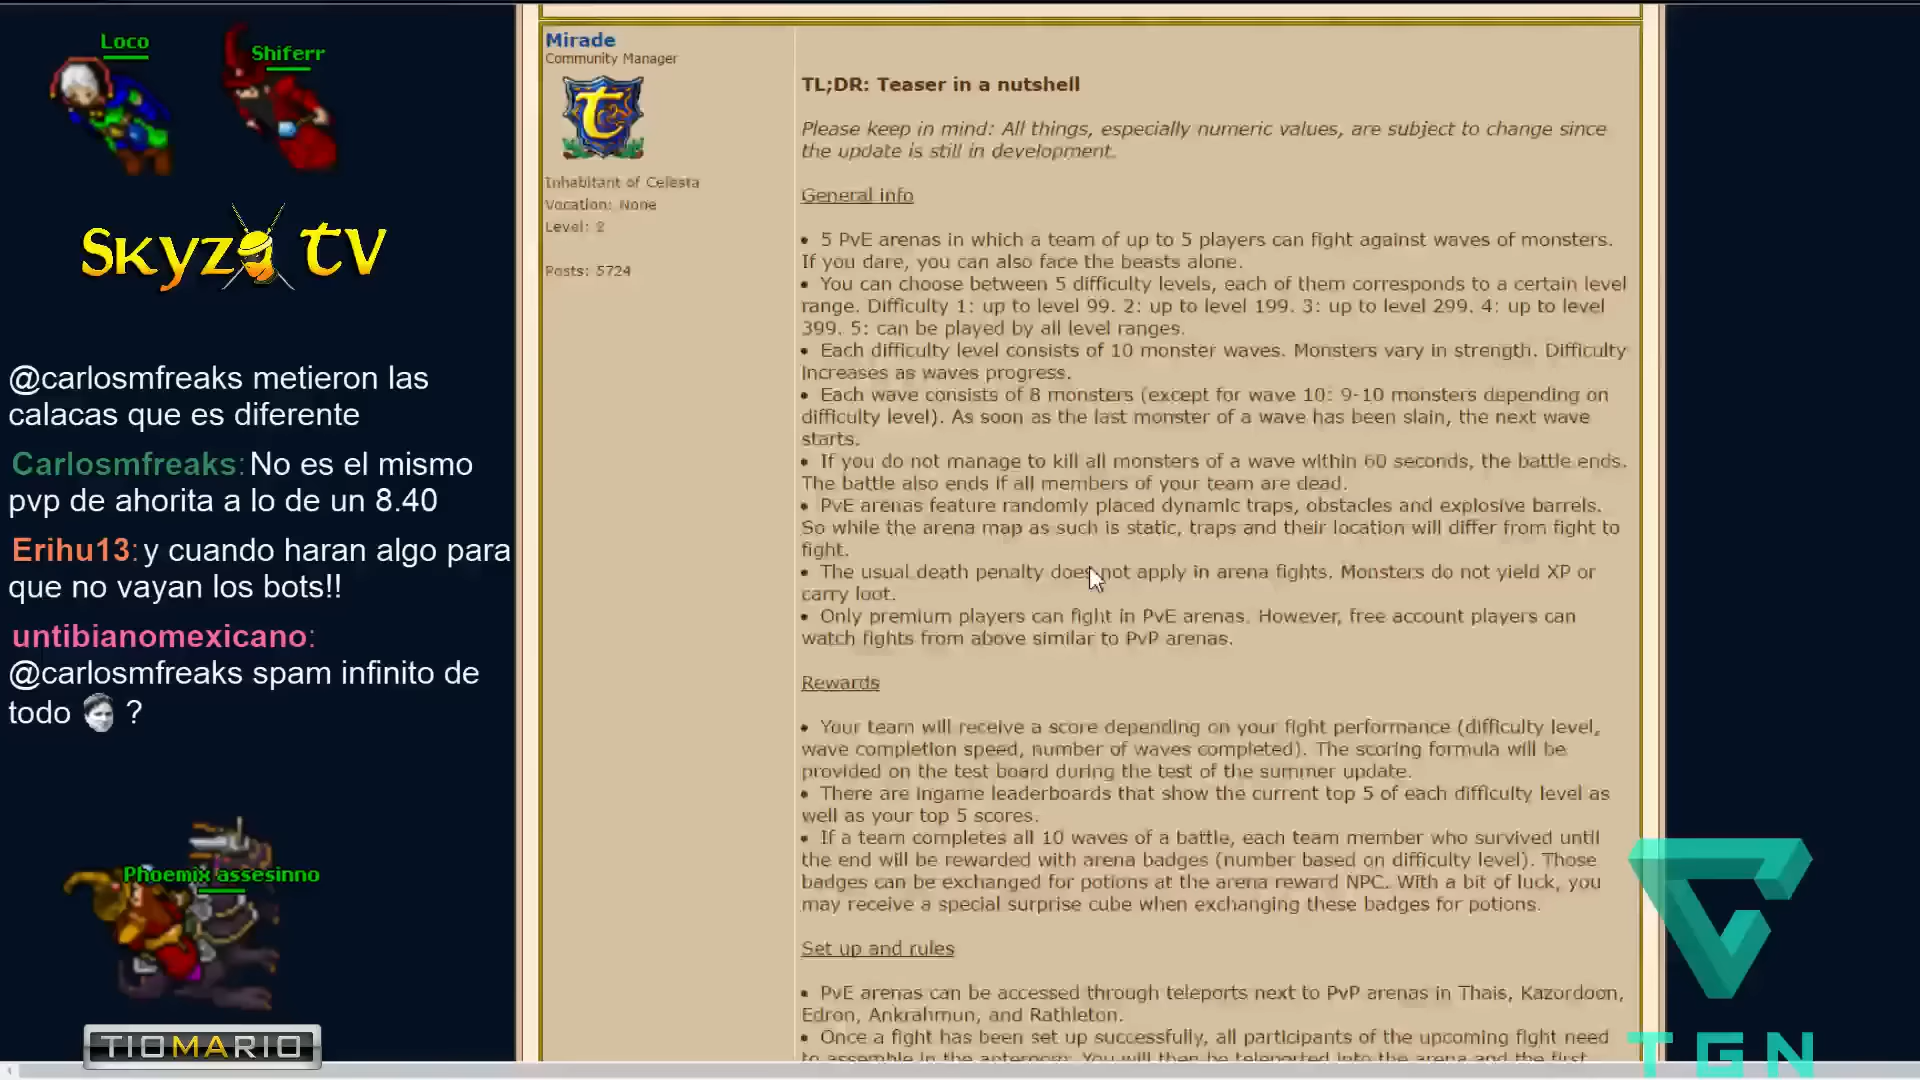 Loco
Shiferr
SKYZO TV
@carlosmfreaks metieron las
calacas que es diferente
Carlosmfreaks: No es el mismo
pvp de ahorita a lo de un 8.40
Erihu13: y cuando haran algo para
que no vayan los bots!!
untibianomexicano:
@carlosmfreaks spam infinito de
todo ?
Phoemix assesinno
TIOMARIO
Mirade
Community Manager
Inhabitant of Celesta
Vocation: None
Level: 2
Posts: 5724
TL;DR: Teaser in a nutshell
Please keep in mind: All things, especially numeric values, are subject to change since
the update is still in development.
General info
• 5 PvE arenas in which a team of up to 5 players can fight against waves of monsters.
If you dare, you can also face the beasts alone.
• You can choose between 5 difficulty levels, each of them corresponds to a certain level
range. Difficulty 1: up to level 99. 2: up to level 199. 3: up to level 299. 4: up to level
399. 5: can be played by all level ranges.
• Each difficulty level consists of 10 monster waves. Monsters vary in strength. Difficulty
increases as waves progress.
• Each wave consists of 8 monsters (except for wave 10: 9-10 monsters depending on
difficulty level). As soon as the last monster of a wave has been slain, the next wave
starts.
• If you do not manage to kill all monsters of a wave within 60 seconds, the battle ends.
The battle also ends if all members of your team are dead.
• PvE arenas feature randomly placed dynamic traps, obstacles and explosive barrels.
So while the arena map as such is static, traps and their location will differ from fight to
fight.
• The usual death penalty does not apply in arena fights. Monsters do not yield XP or
carry loot.
• Only premium players can fight in PvE arenas. However, free account players can
watch fights from above similar to PvP arenas.
Rewards
• Your team will receive a score depending on your fight performance (difficulty level,
wave completion speed, number of waves completed). The scoring formula will be
provided on the test board during the test of the summer update.
• There are ingame leaderboards that show the current top 5 of each difficulty level as
well as your top 5 scores.
• If a team completes all 10 waves of a battle, each team member who survived until
the end will be rewarded with arena badges (number based on difficulty level). Those
badges can be exchanged for potions at the arena reward NPC. With a bit of luck, you
may receive a special surprise cube when exchanging these badges for potions.
Set up and rules
• PvE arenas can be accessed through teleports next to PvP arenas in Thais, Kazordoon,
Edron, Ankrahmun, and Rathleton.
• Once a fight has been set up successfully, all participants of the upcoming fight need
to assemble in the anteroom. You will then be teleported into the arena and the first
TGN